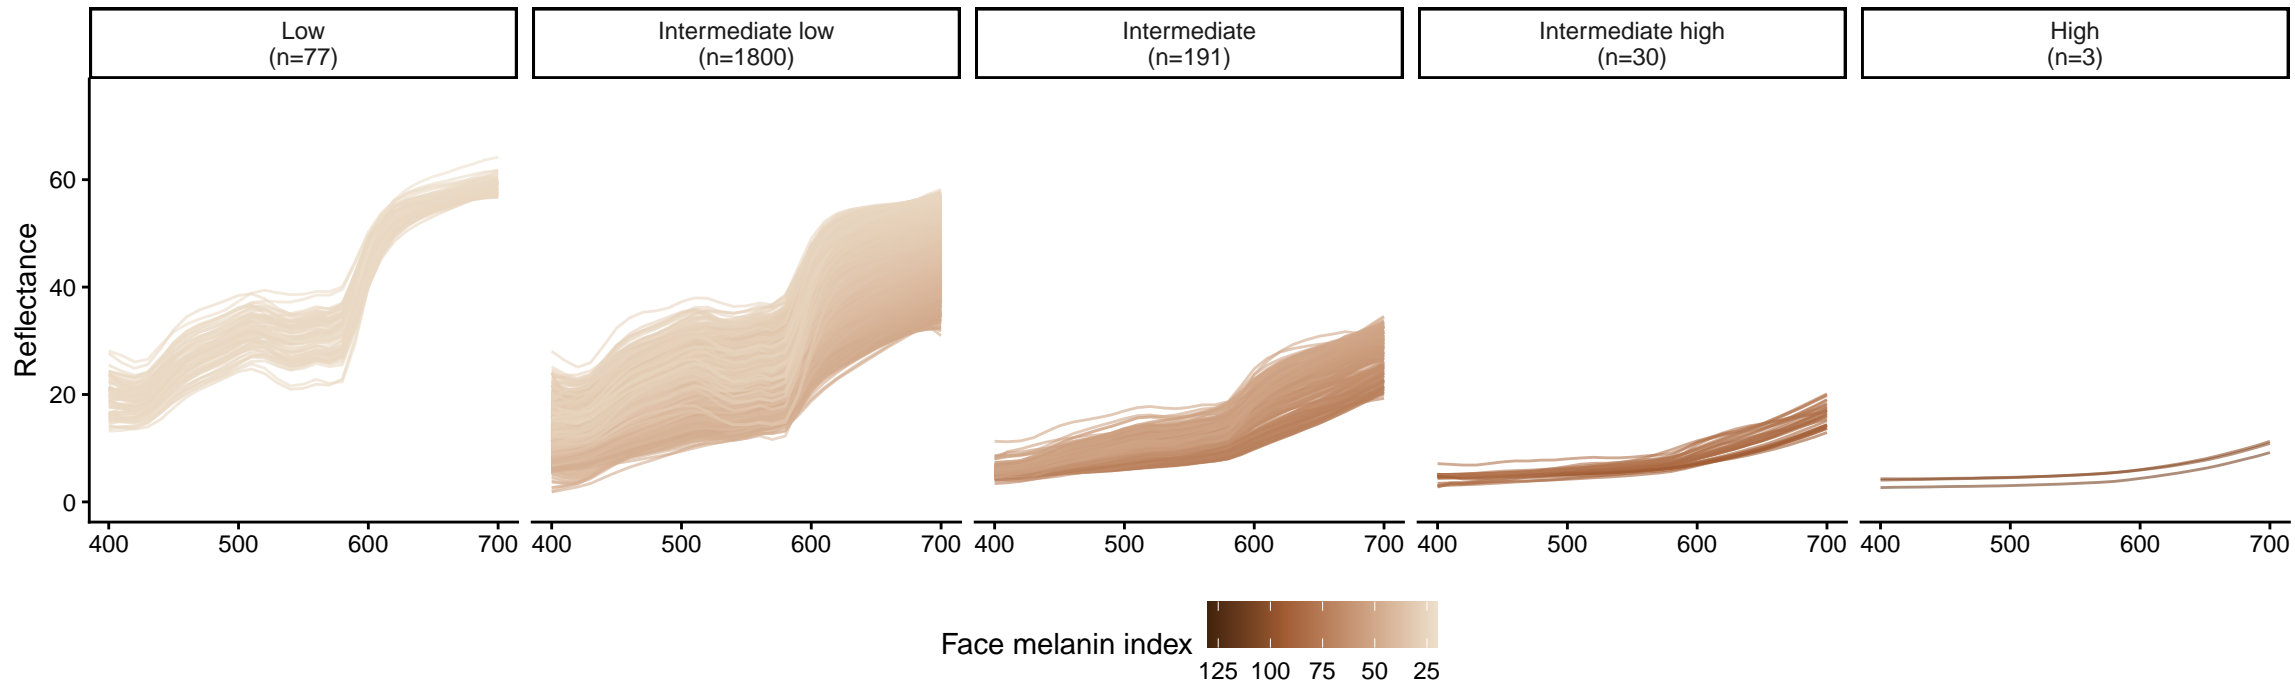 Low
(n=77)
Intermediate low
(n=1800)
Intermediate
(n=191)
Intermediate high
(n=30)
High
(n=3)
Reflectance
60
40
20
0
400 500 600 700
400 500 600 700
400 500 600 700
400 500 600 700
400 500 600 700
Face melanin index
125 100 75 50 25